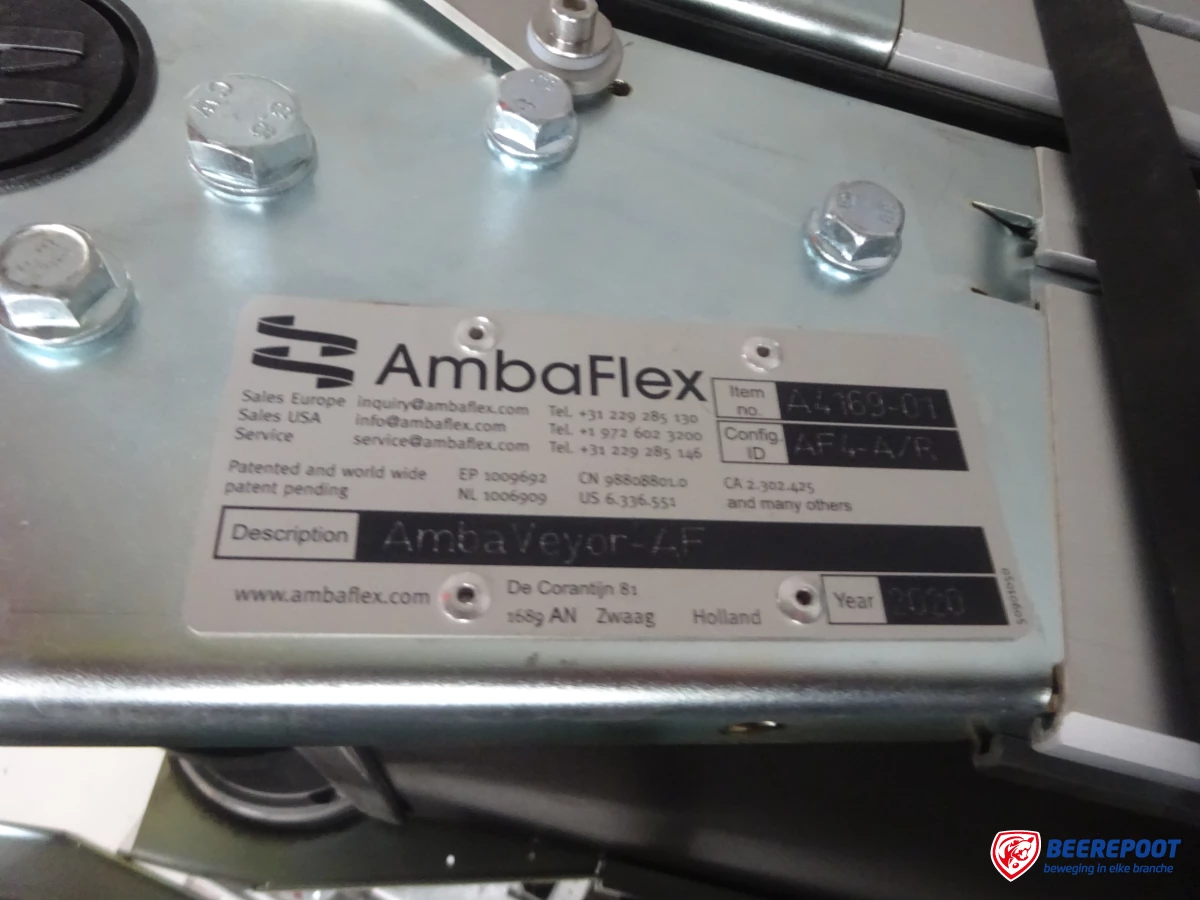 8.8
AmbaFlex
Sales Europe inquiry@ambaflex.com Tel. +31 229 285 130
Sales USA info@ambaflex.com Tel. +1 972 602 3200
Service service@ambaflex.com Tel. +31 229 285 146
Item no. A4169-01
Config. ID AF4-A/R
Patented and world wide patent pending
EP 1009692 CN 98808801.0 CA 2.302.425
NL 1006909 US 6.336.551 and many others
Description AmbaVeyor-AF
www.ambaflex.com
De Corantijn 81
1689 AN Zwaag Holland
Year 2020
BEEREPOOT
beweging in elke branche